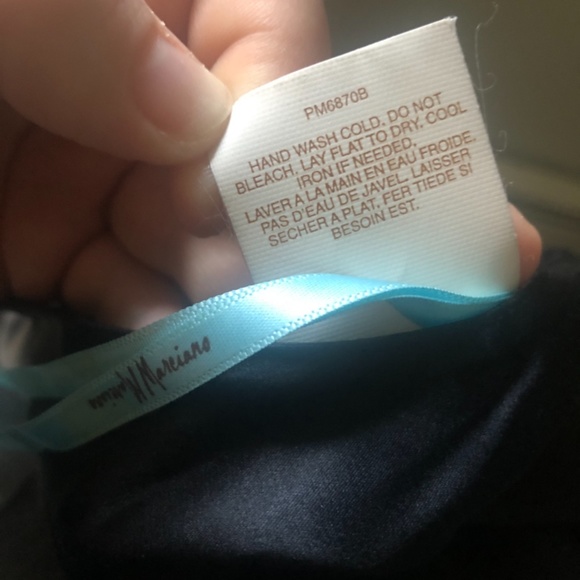 PM6870B
HAND WASH COLD. DO NOT
BLEACH. LAY FLAT TO DRY. COOL
IRON IF NEEDED.
LAVER A LA MAIN EN EAU FROIDE.
PAS D'EAU DE JAVEL. LAISSER
SECHER A PLAT. FER TIEDE SI
BESOIN EST.
Marciano